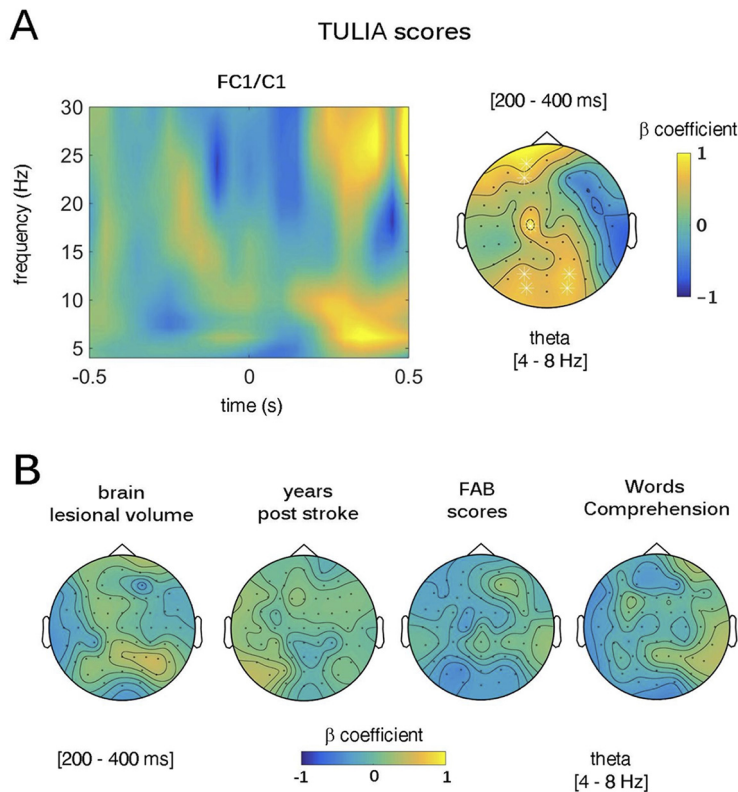 A
TULIA scores
FC1/C1
[200 - 400 ms]
β coefficient
30
25
20
15
10
5
frequency (Hz)
-0.5
0
0.5
time (s)
1
0
-1
theta
[4 - 8 Hz]
B
brain
lesional volume
years
post stroke
FAB
scores
Words
Comprehension
[200 - 400 ms]
β coefficient
-1
0
1
theta
[4 - 8 Hz]